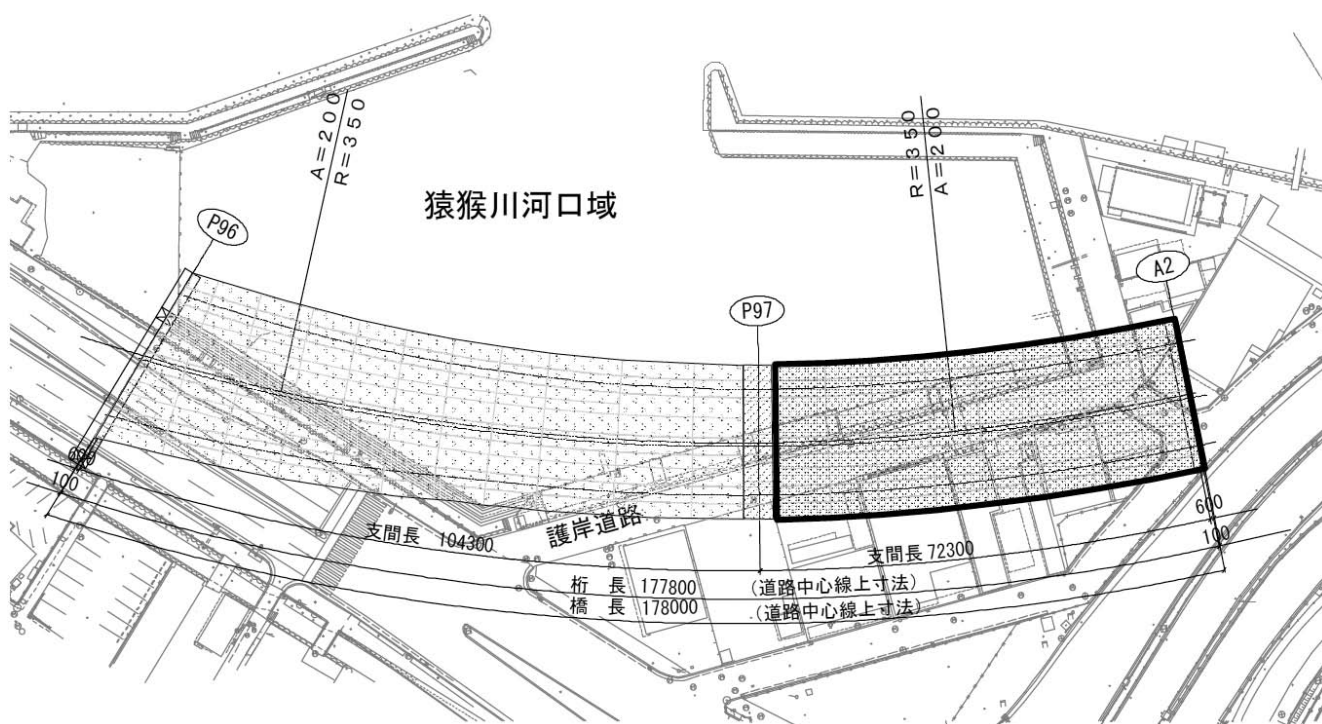 A=200
R=350
R=350
A=200
猿猴川河口域
P96
A2
P97
600
100
護岸道路
支間長 104300
支間長 72300
600
100
桁 長 177800 (道路中心線上寸法)
橋 長 178000 (道路中心線上寸法)